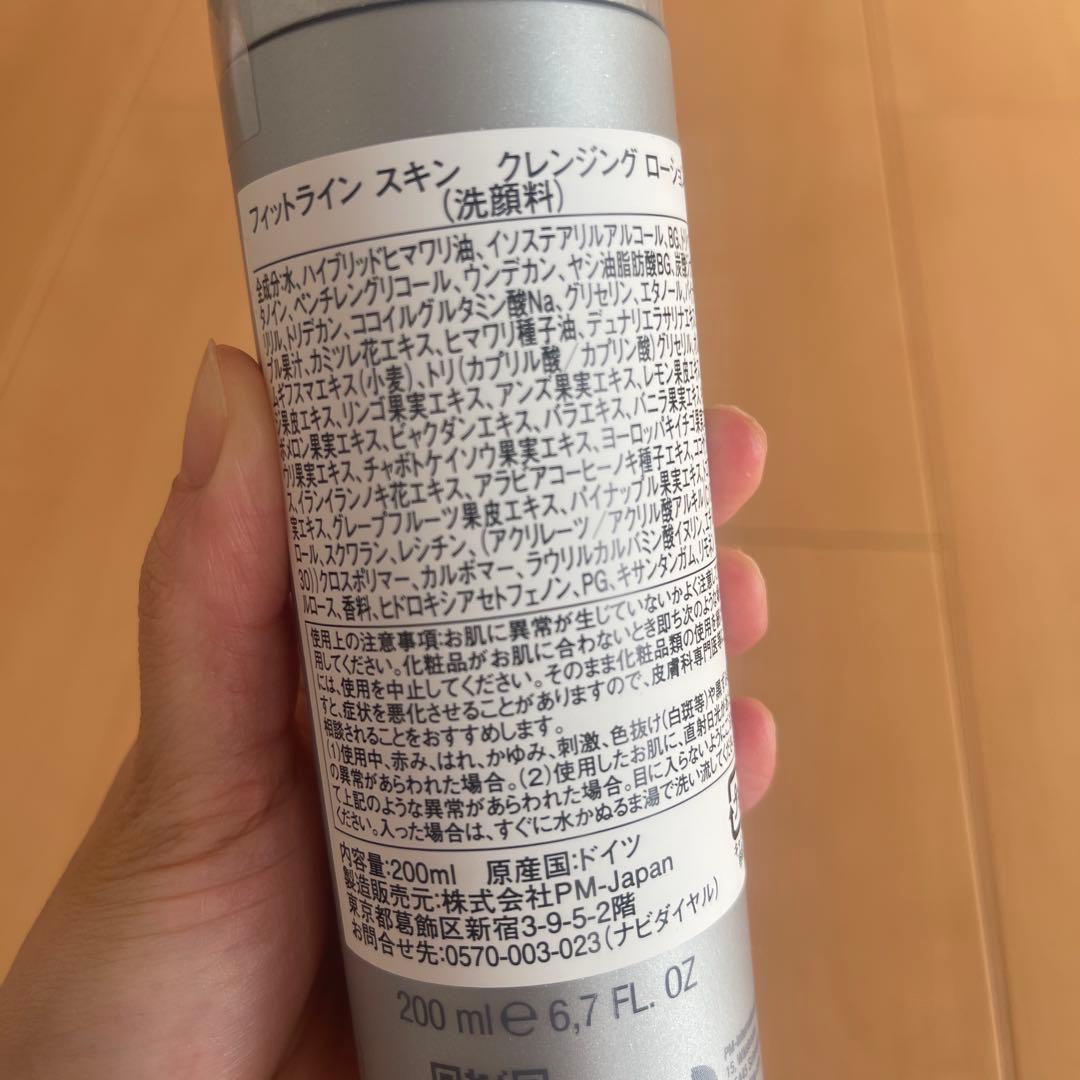 フィットライン スキン　クレンジング ローショ
(洗顔料)
全成分:水、ハイブリッドヒマワリ油、イソステアリルアルコール、BG、
タノイン、ペンチレングリコール、ウンデカン、ヤシ油脂肪酸BG、炭酸
リリル、トリデカン、ココイルグルタミン酸Na、グリセリン、エタノール、
プル果汁、カミツレ花エキス、ヒマワリ種子油、デュナリエラサリナエキ
ムギフスマエキス(小麦)、トリ(カプリル酸/カプリン酸)グリセリル、
ジ果皮エキス、リンゴ果実エキス、アンズ果実エキス、レモン果皮エキ
ポメロン果実エキス、ビャクダンエキス、バラエキス、バニラ果実エキス
ウリ果実エキス、チャボトケイソウ果実エキス、ヨーロッパキイチゴ果
ス、イランイランノキ花エキス、アラビアコーヒーノキ種子エキス、
実エキス、グレープフルーツ果皮エキス、パイナップル果実エキス、
ロール、スクワラン、レシチン、(アクリレーツ/アクリル酸アルキル(C
30))クロスポリマー、カルボマー、ラウリルカルバミン酸イヌリン、
ルロース、香料、ヒドロキシアセトフェノン、PG、キサンタンガム、リモネ
使用上の注意事項:お肌に異常が生じていないかよく注意し
用してください。化粧品がお肌に合わないとき即ち次のような
には、使用を中止してください。そのまま化粧品類の使用を
すと、症状を悪化させることがありますので、皮膚科専門医
相談されることをおすすめします。
(1)使用中、赤み、はれ、かゆみ、刺激、色抜け(白斑等)や黒ず
の異常があらわれた場合。(2)使用したお肌に、直射日光が
て上記のような異常があらわれた場合。目に入らないように
ください。入った場合は、すぐに水かぬるま湯で洗い流して
内容量:200ml　原産国:ドイツ
製造販売元:株式会社PM-Japan
東京都葛飾区新宿3-9-5-2階
お問合せ先:0570-003-023(ナビダイヤル)
200 ml e 6,7 FL. OZ